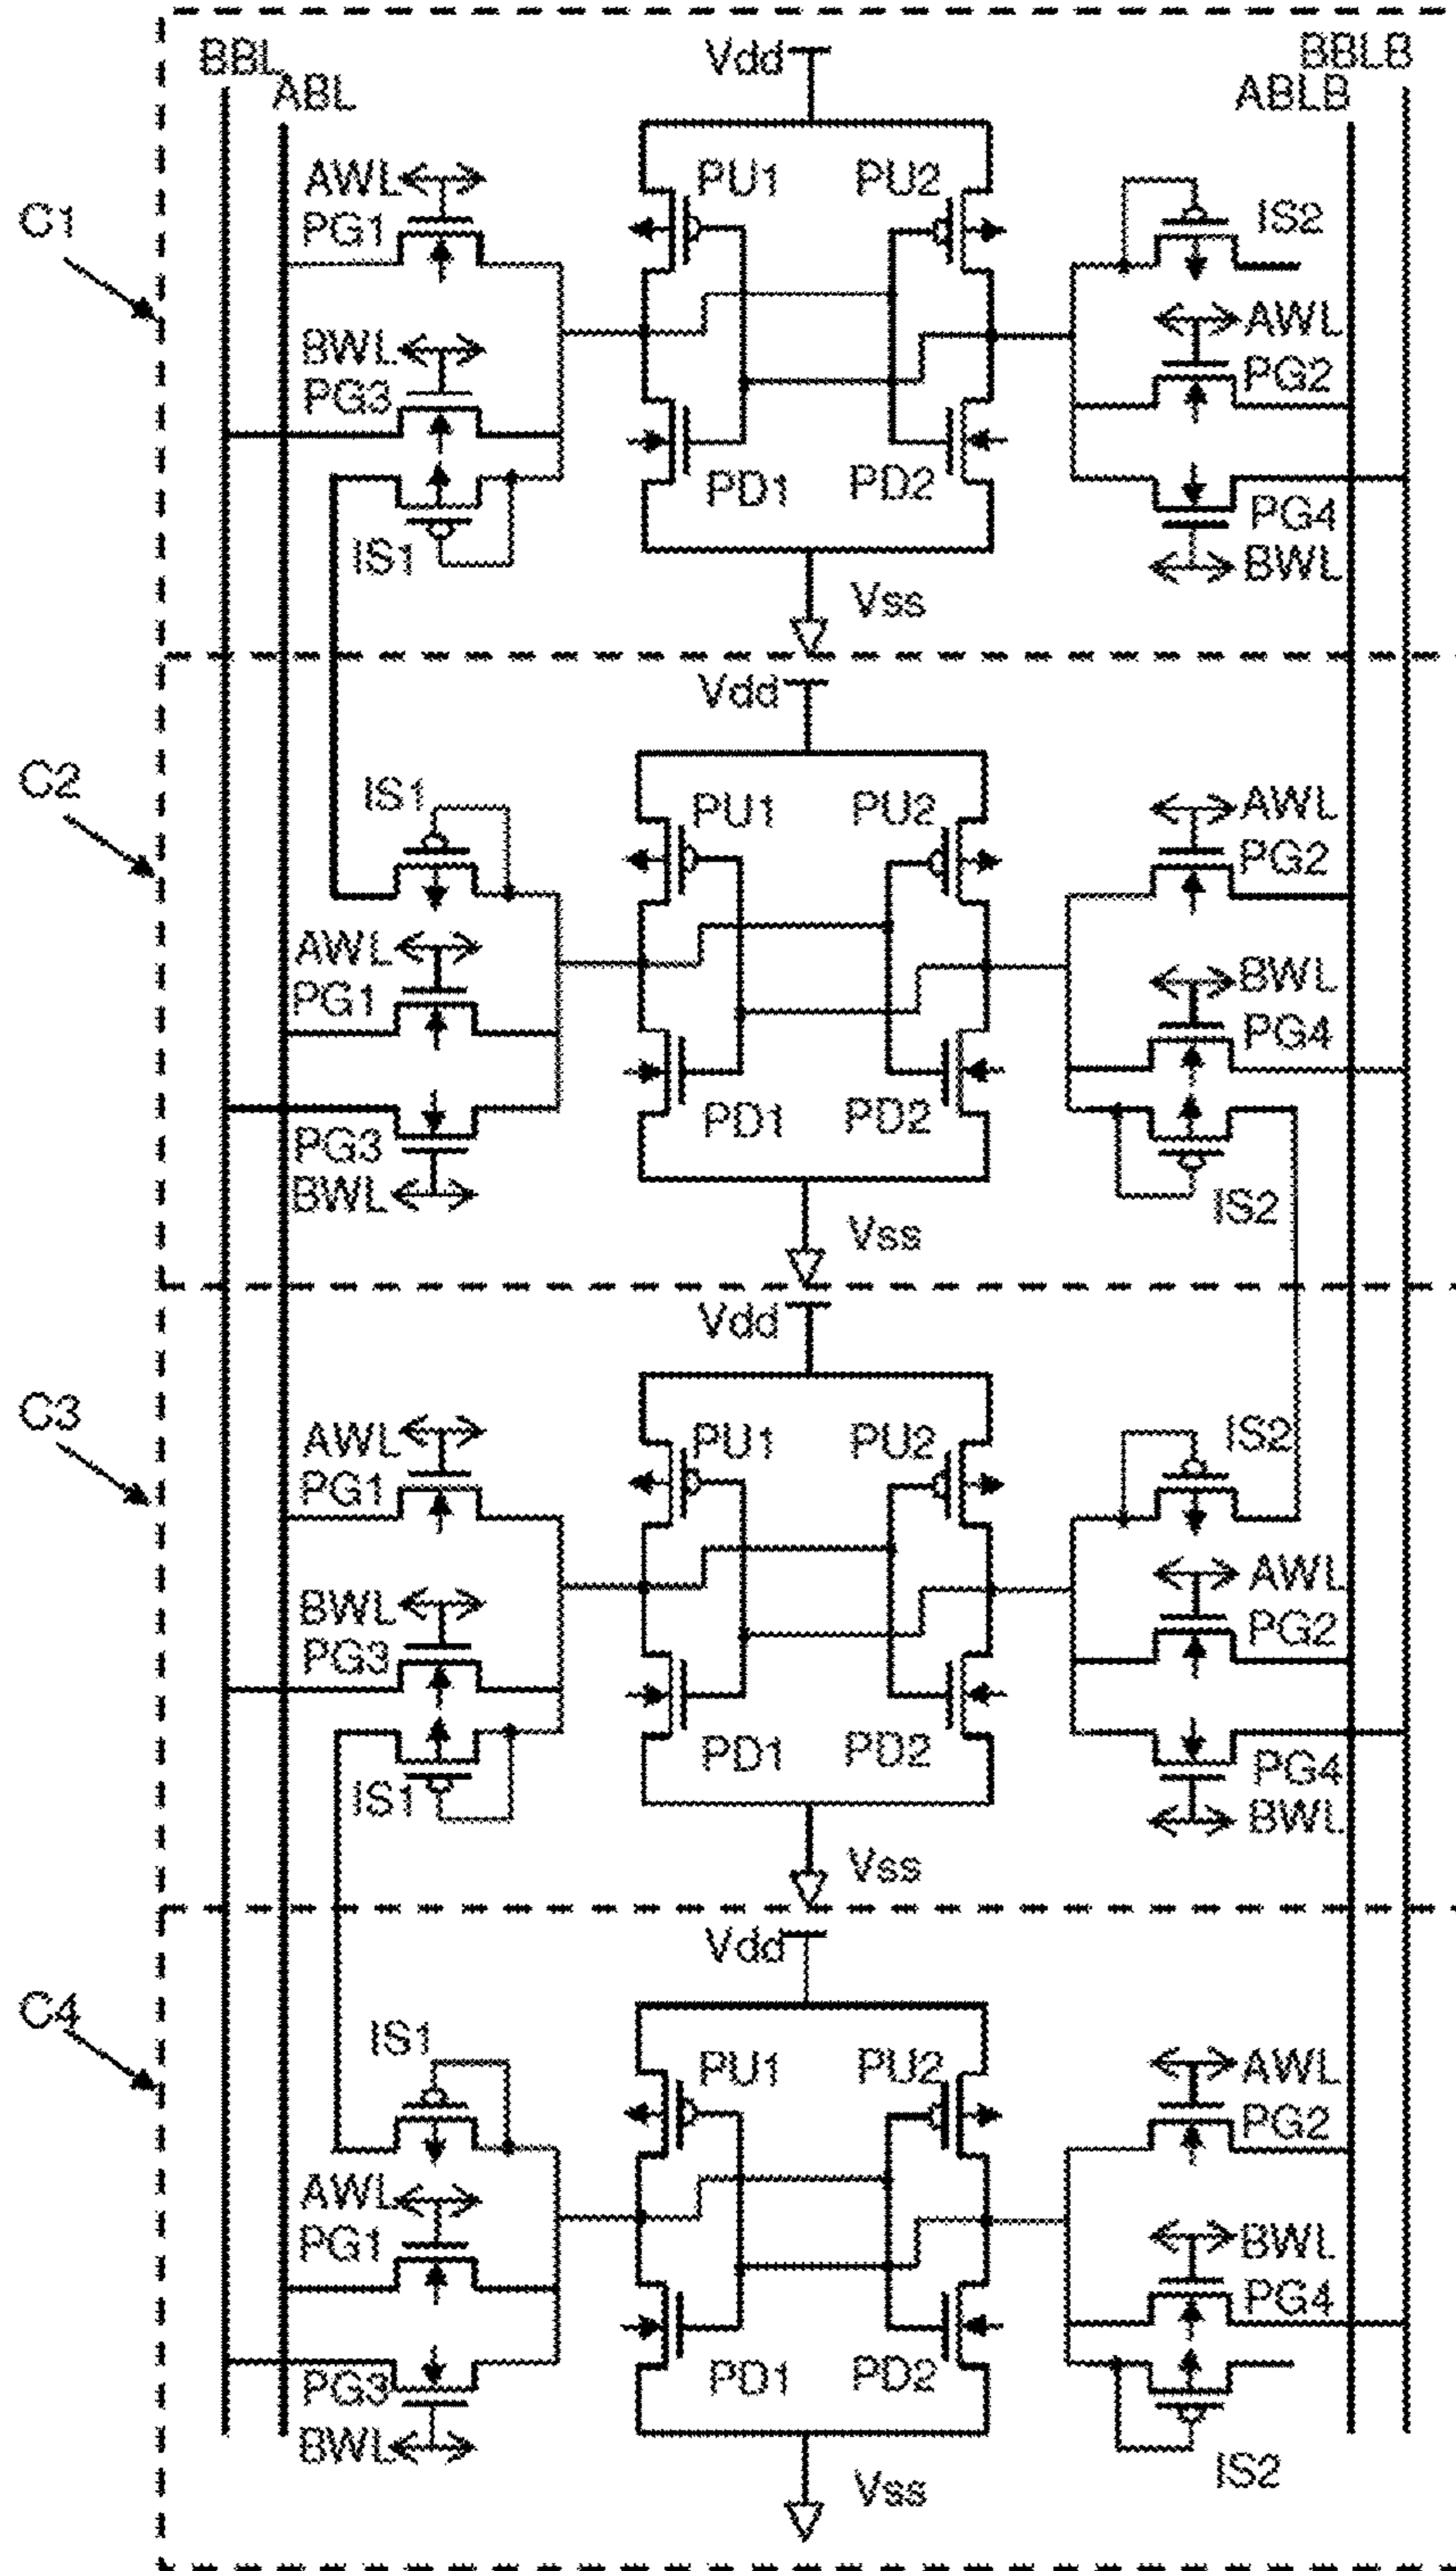 BBL
ABL
Vdd
BBLB
ABLB
C1
AWL
PG1
PU1
PU2
IS2
BWL
PG3
AWL
PG2
PD1
PD2
PG4
IS1
BWL
Vss
Vdd
C2
IS1
PU1
PU2
AWL
PG2
AWL
PG1
BWL
PG4
PG3
BWL
PD1
PD2
IS2
Vss
Vdd
C3
AWL
PG1
PU1
PU2
IS2
BWL
PG3
AWL
PG2
PD1
PD2
IS1
PG4
BWL
Vss
Vdd
C4
IS1
PU1
PU2
AWL
PG2
AWL
PG1
BWL
PG4
PG3
BWL
PD1
PD2
IS2
Vss